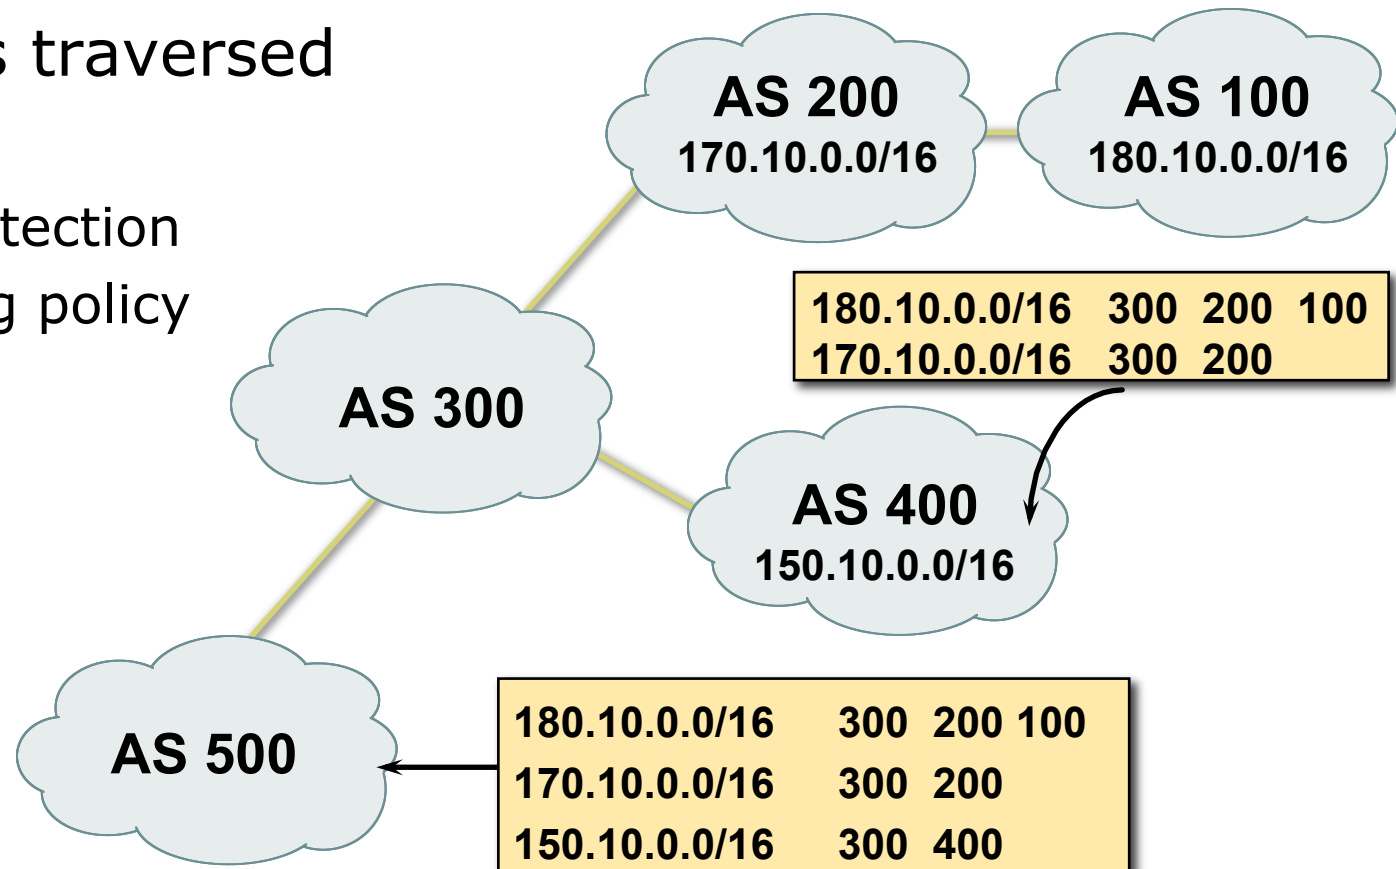 s traversed
tection
g policy
AS 200
170.10.0.0/16
AS 100
180.10.0.0/16
180.10.0.0/16 300 200 100
170.10.0.0/16 300 200
AS 300
AS 400
150.10.0.0/16
AS 500
180.10.0.0/16 300 200 100
170.10.0.0/16 300 200
150.10.0.0/16 300 400